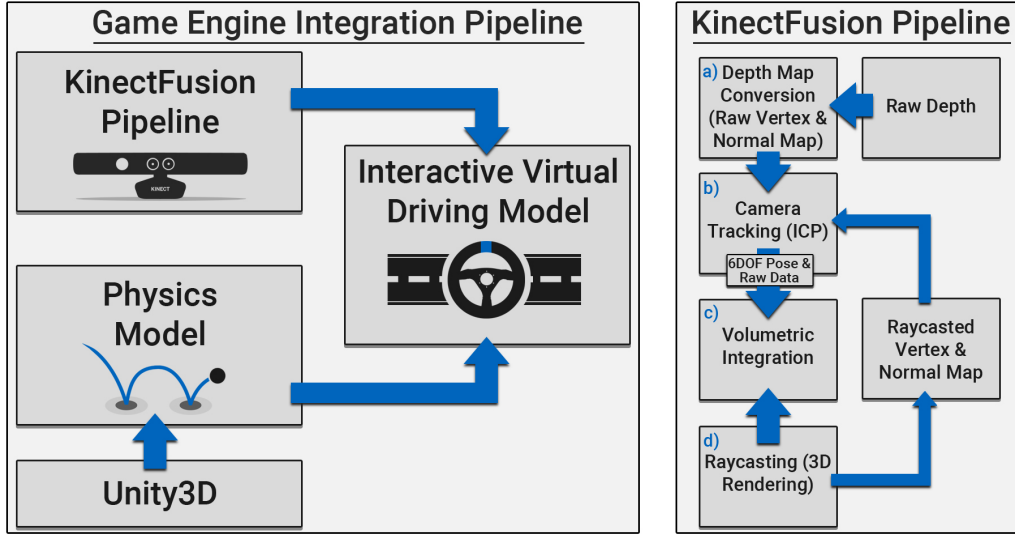 Game Engine Integration Pipeline
KinectFusion
Pipeline
KINECT
Interactive Virtual
Driving Model
Physics
Model
Unity3D
KinectFusion Pipeline
a) Depth Map
Conversion
(Raw Vertex &
Normal Map)
Raw Depth
b)
Camera
Tracking (ICP)
6DOF Pose &
Raw Data
c)
Volumetric
Integration
Raycasted
Vertex &
Normal Map
d)
Raycasting (3D
Rendering)